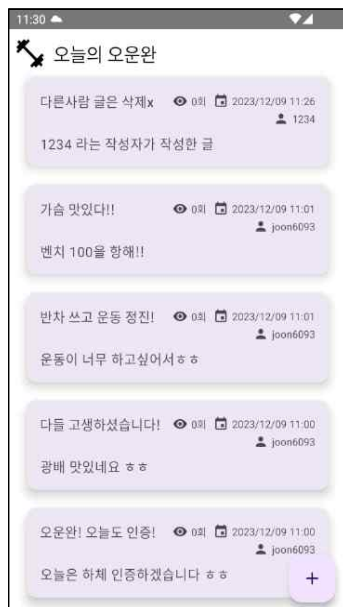 11:30
오늘의 오운완
다른사람 글은 삭제x 0회 2023/12/09 11:26
1234
1234 라는 작성자가 작성한 글
가슴 맛있다!! 0회 2023/12/09 11:01
joon6093
벤치 100을 향해!!
반차 쓰고 운동 정진! 0회 2023/12/09 11:01
joon6093
운동이 너무 하고싶어서ㅎㅎ
다들 고생하셨습니다! 0회 2023/12/09 11:00
joon6093
광배 맛있네요 ㅎㅎ
오운완! 오늘도 인증! 0회 2023/12/09 11:00
joon6093
오늘은 하체 인증하겠습니다 ㅎㅎ
+